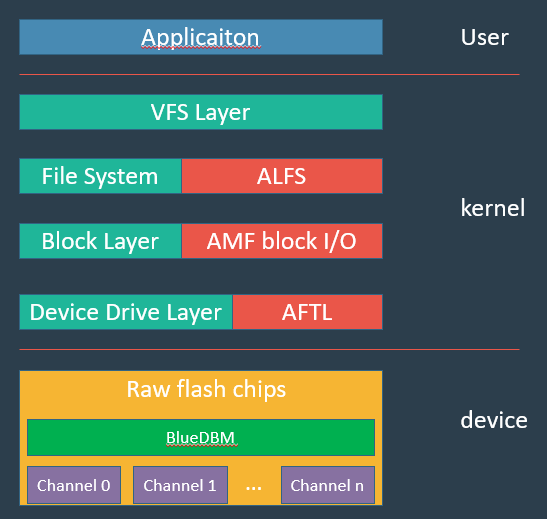 Applicaiton
User
VFS Layer
File System ALFS
kernel
Block Layer AMF block I/O
Device Drive Layer AFTL
Raw flash chips
device
BlueDBM
Channel 0 Channel 1 ... Channel n